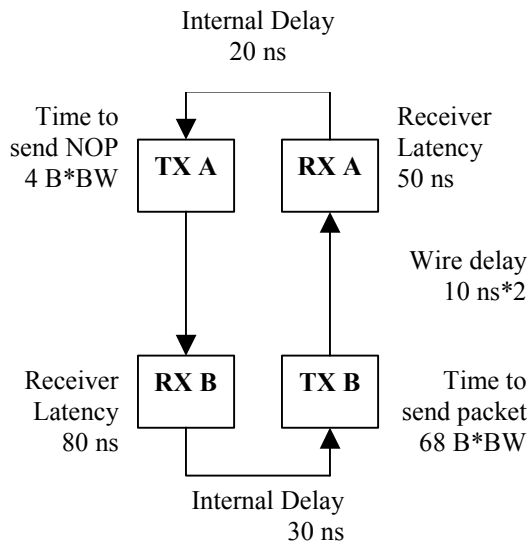 Internal Delay
20 ns
Time to
send NOP
4 B*BW
TX A
RX A
Receiver
Latency
50 ns
Wire delay
10 ns*2
Receiver
Latency
80 ns
RX B
TX B
Time to
send packet
68 B*BW
Internal Delay
30 ns